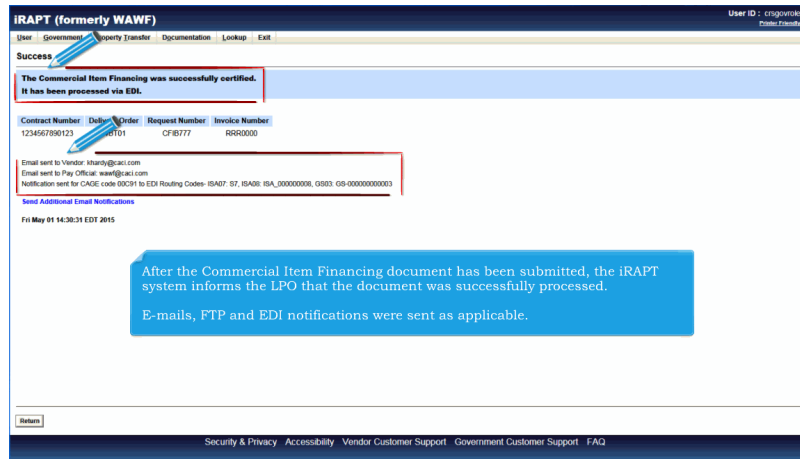 iRAPT (formerly WAWF)
User ID : crsgovroks
Printer Friendly
User Government Property Transfer Documentation Lookup Exit
Success
The Commercial Item Financing was successfully certified.
It has been processed via EDI.
Contract Number Delivery Order Request Number Invoice Number
1234567890123 CFIB777 RRR0000
Email sent to Vendor: khardy@caci.com
Email sent to Pay Official: wawf@caci.com
Notification sent for CAGE code 00C91 to EDI Routing Codes- ISA07: S7, ISA08: ISA_000000008, GS03: GS-000000000003
Send Additional Email Notifications
Fri May 01 14:30:31 EDT 2015
After the Commercial Item Financing document has been submitted, the iRAPT
system informs the LPO that the document was successfully processed.
E-mails, FTP and EDI notifications were sent as applicable.
Return
Security & Privacy Accessibility Vendor Customer Support Government Customer Support FAQ